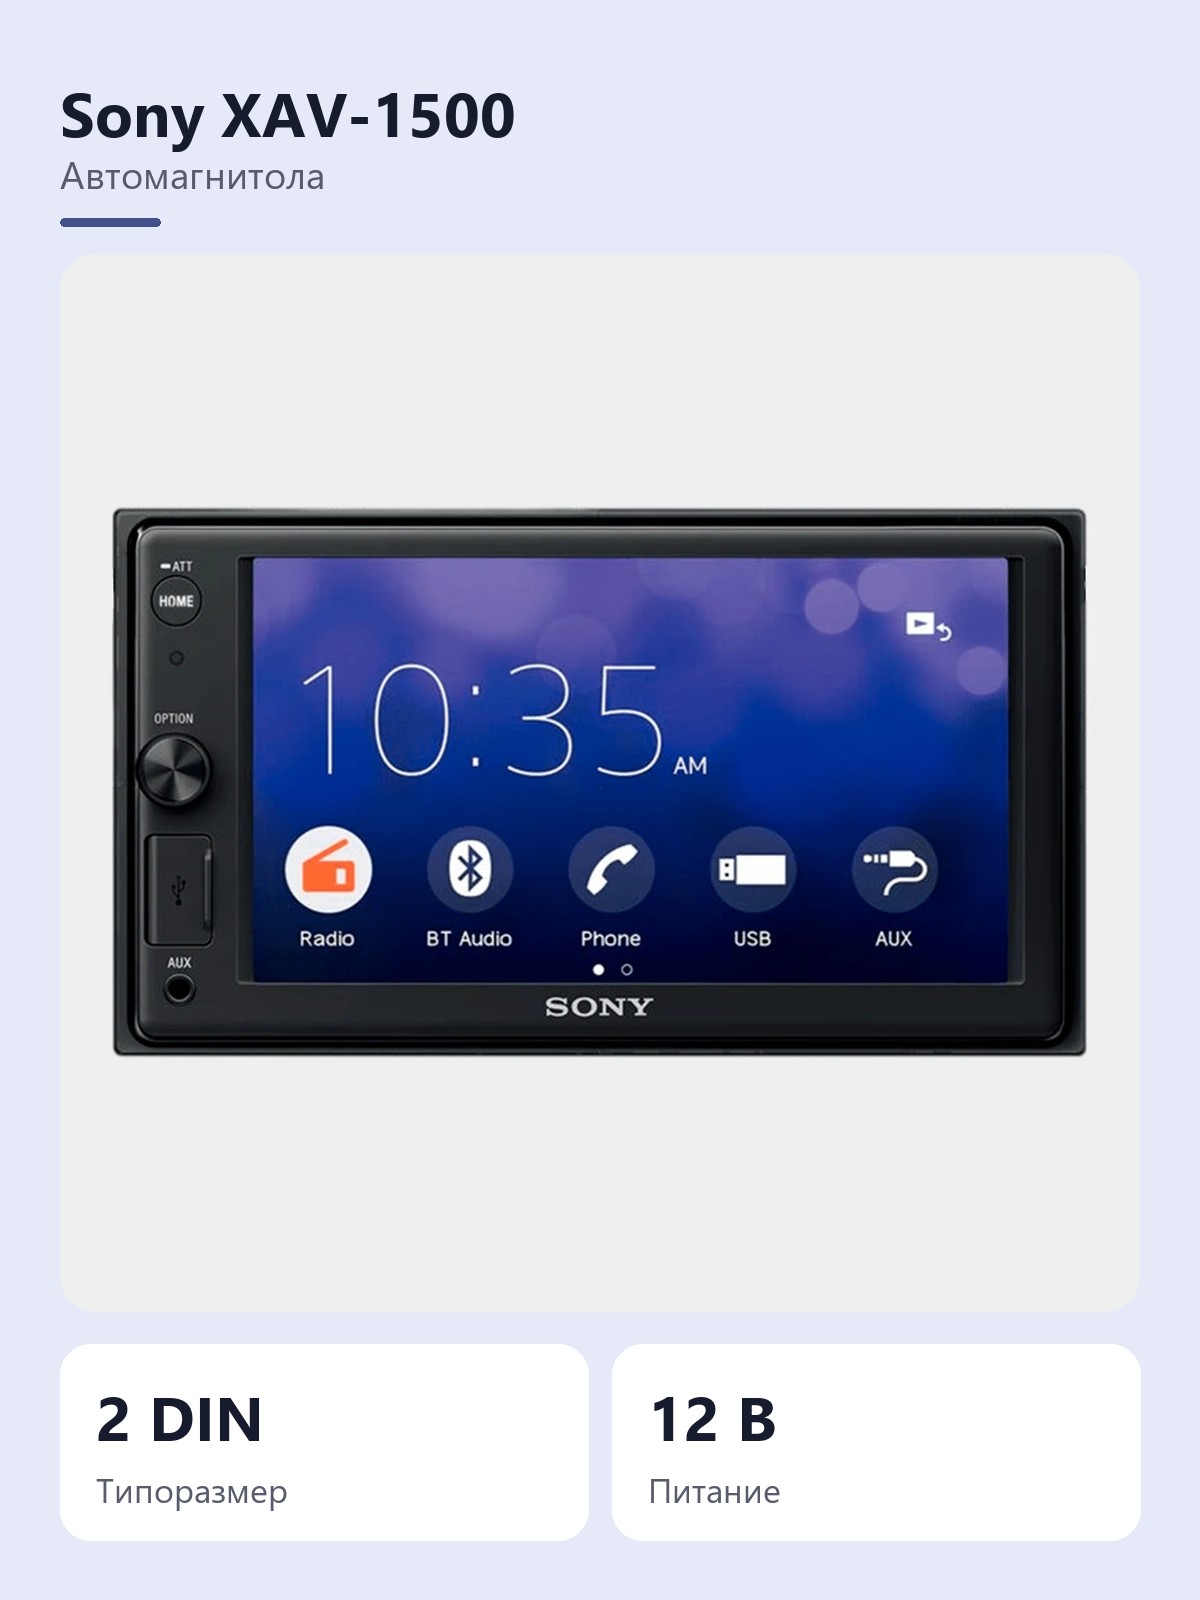 Sony XAV-1500
Автомагнитола
ATT
HOME
OPTION
AUX
10:35 AM
Radio
BT Audio
Phone
USB
AUX
SONY
2 DIN
Типоразмер
12 В
Питание